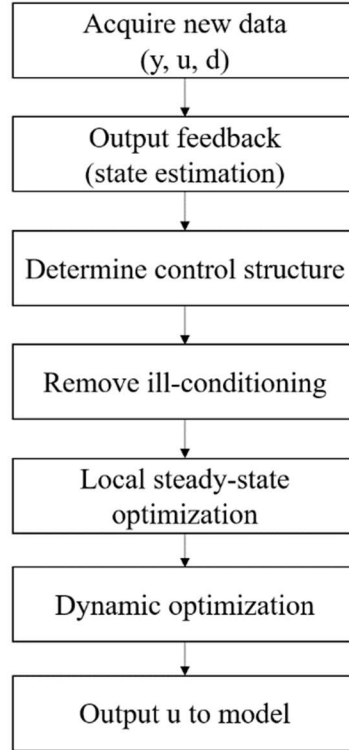 Acquire new data
(y, u, d)
Output feedback
(state estimation)
Determine control structure
Remove ill-conditioning
Local steady-state
optimization
Dynamic optimization
Output u to model